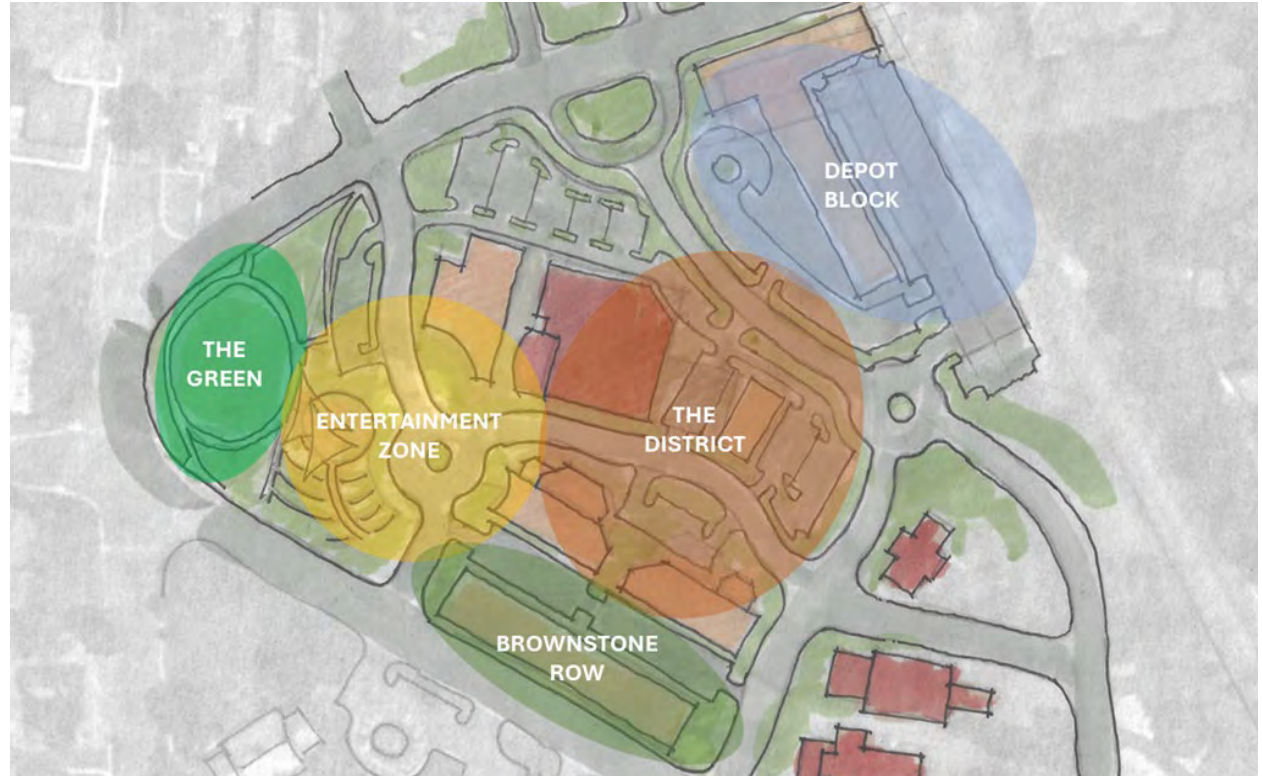 DEPOT
BLOCK
THE
GREEN
ENTERTAINMENT
ZONE
THE
DISTRICT
BROWNSTONE
ROW